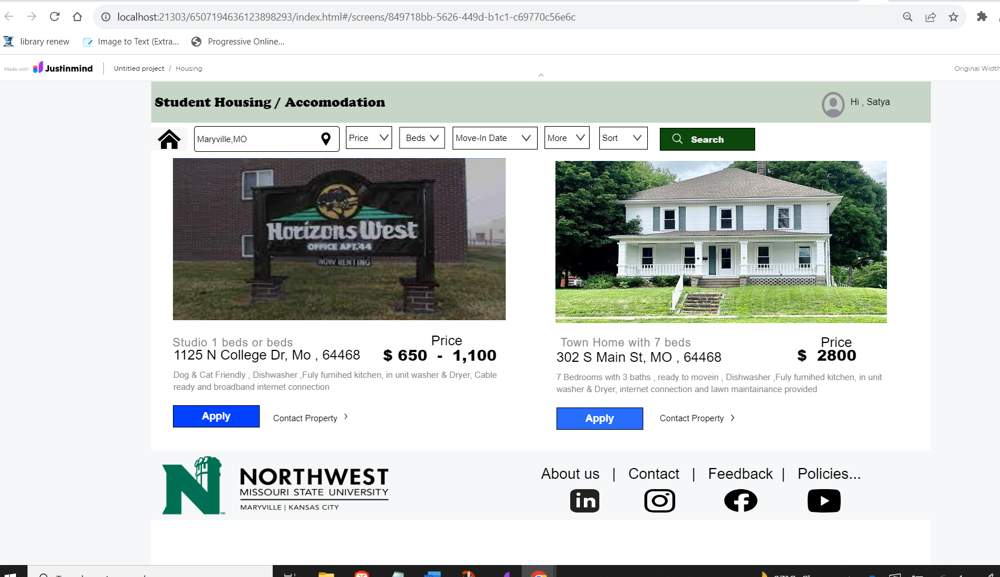 localhost:21303/6507194636123898293/index.html#/screens/849718bb-5626-449d-b1c1-c69770c56e6c
library renew Image to Text (Extra... Progressive Online...
Made with Justinmind Untitled project / Housing Original Width
Student Housing / Accomodation
Hi , Satya
Maryville,MO Price Beds Move-In Date More Sort Search
Horizons West
OFFICE APT.44
NOW RENTING
Studio 1 beds or beds
Price
1125 N College Dr, Mo , 64468
$ 650 - 1,100
Dog & Cat Friendly , Dishwasher ,Fuly furnihed kitchen, in unit washer & Dryer, Cable
ready and broadband internet connection
Apply Contact Property >
Town Home with 7 beds
Price
302 S Main St, MO , 64468
$ 2800
7 Bedrooms with 3 baths , ready to movein , Dishwasher ,Fuly furnihed kitchen, in unit
washer & Dryer, internet connection and lawn maintainance provided
Apply Contact Property >
N
NORTHWEST
MISSOURI STATE UNIVERSITY
MARYVILLE | KANSAS CITY
About us | Contact | Feedback | Policies...
in